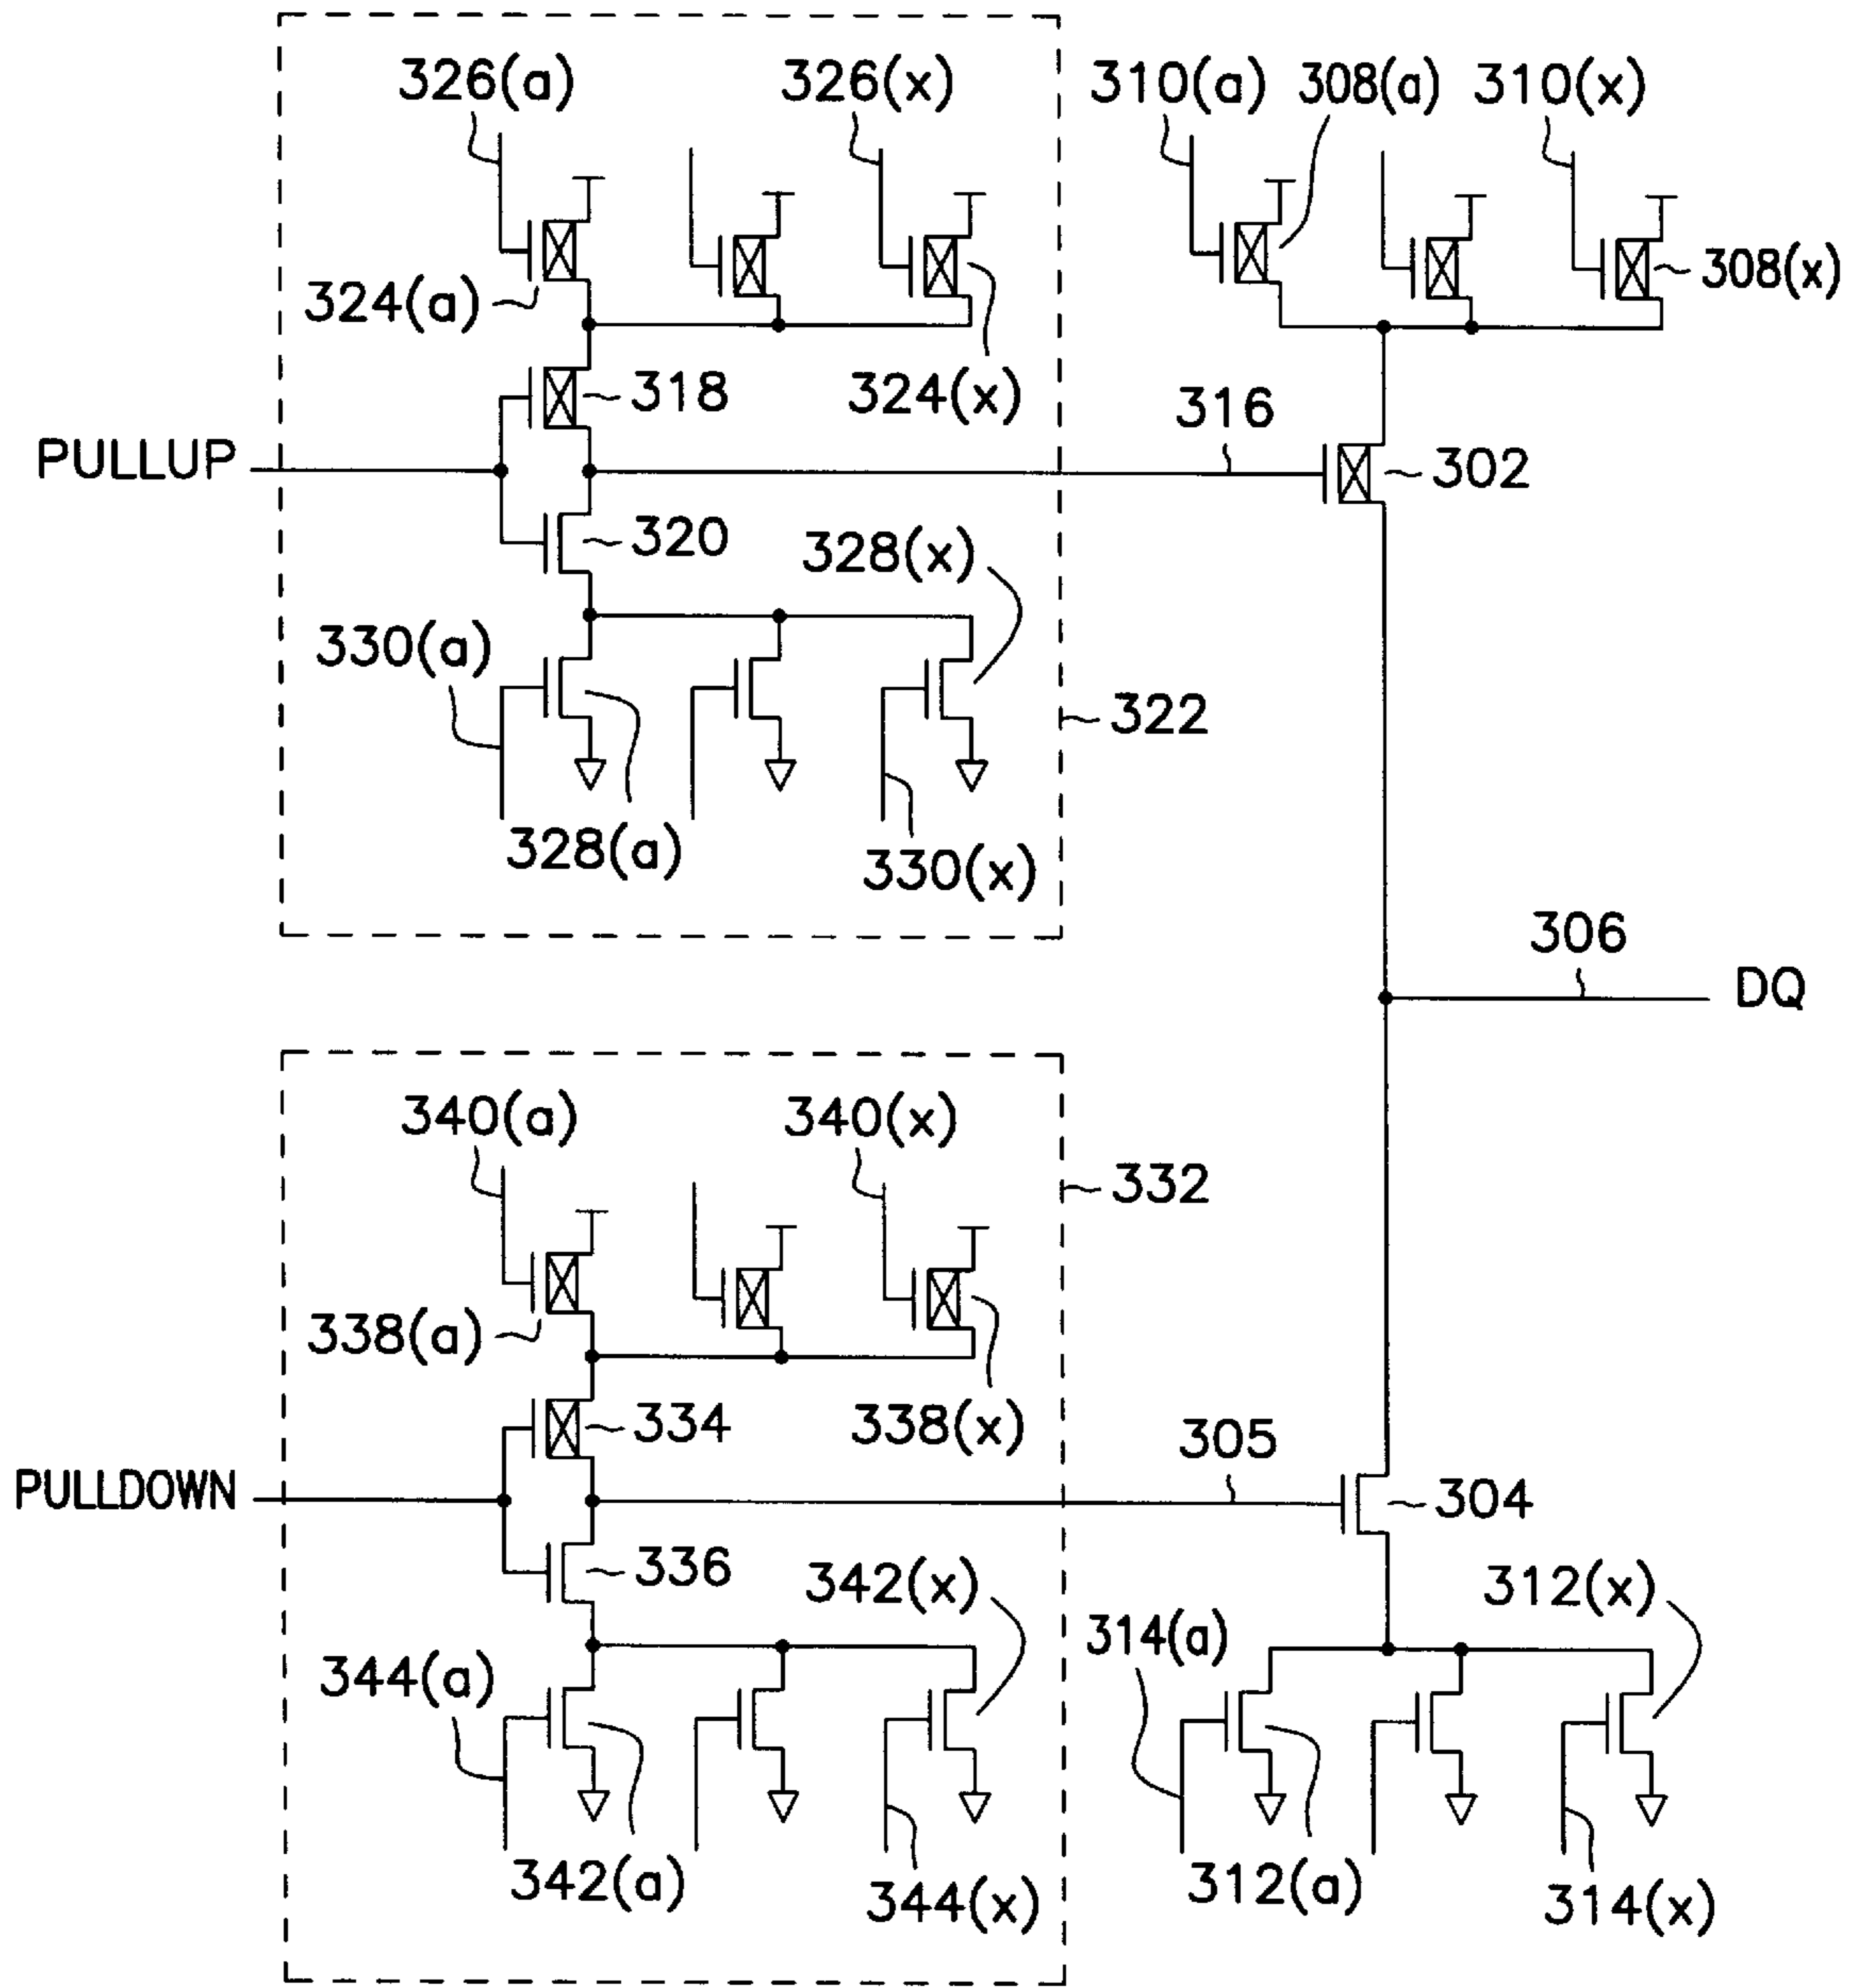 326(a)
326(x)
310(a)
308(a)
310(x)
324(a)
308(x)
318
324(x)
316
PULLUP
302
320
328(x)
330(a)
322
328(a)
330(x)
306
DQ
340(a)
340(x)
332
338(a)
334
338(x)
305
PULLDOWN
304
336
342(x)
312(x)
314(a)
344(a)
342(a)
344(x)
312(a)
314(x)